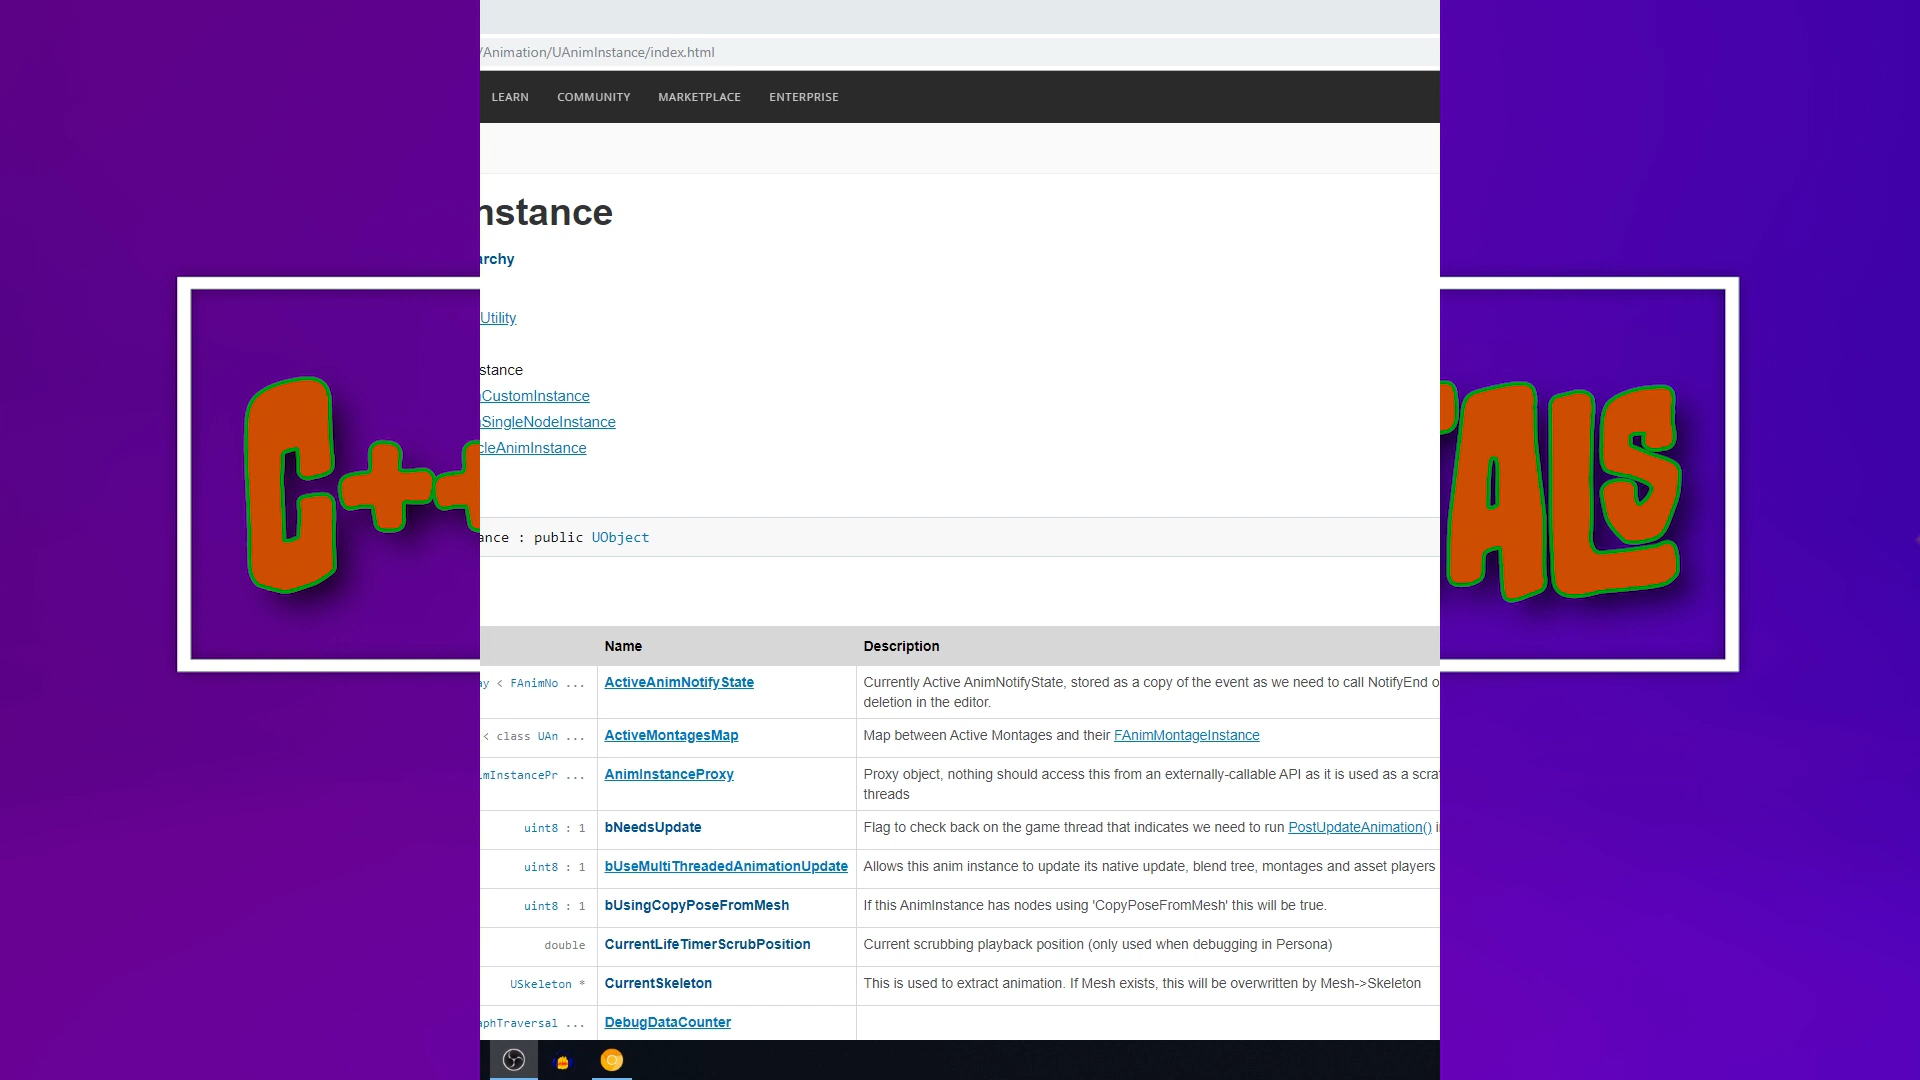 /Animation/UAnimInstance/index.html
LEARN COMMUNITY MARKETPLACE ENTERPRISE
nstance
archy
Utility
stance
CustomInstance
SingleNodeInstance
cleAnimInstance
C++
ALS
ance : public UObject
Name Description
ay < FAnimNo ... ActiveAnimNotifyState Currently Active AnimNotifyState, stored as a copy of the event as we need to call NotifyEnd o
deletion in the editor.
< class UAn ... ActiveMontagesMap Map between Active Montages and their FAnimMontageInstance
imInstancePr ... AnimInstanceProxy Proxy object, nothing should access this from an externally-callable API as it is used as a scra
threads
uint8 : 1 bNeedsUpdate Flag to check back on the game thread that indicates we need to run PostUpdateAnimation() i
uint8 : 1 bUseMultiThreadedAnimationUpdate Allows this anim instance to update its native update, blend tree, montages and asset players
uint8 : 1 bUsingCopyPoseFromMesh If this AnimInstance has nodes using 'CopyPoseFromMesh' this will be true.
double CurrentLifeTimerScrubPosition Current scrubbing playback position (only used when debugging in Persona)
USkeleton * CurrentSkeleton This is used to extract animation. If Mesh exists, this will be overwritten by Mesh->Skeleton
aphTraversal ... DebugDataCounter